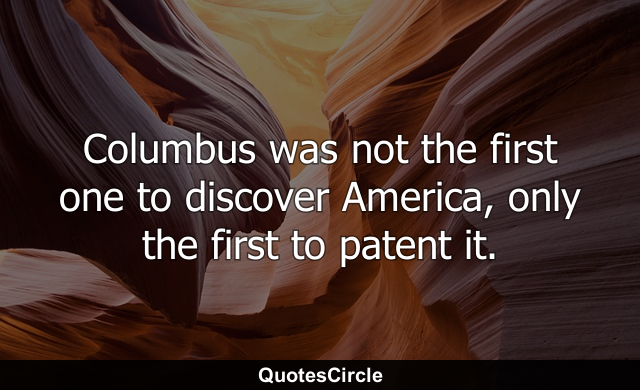 Columbus was not the first
one to discover America, only
the first to patent it.
QuotesCircle